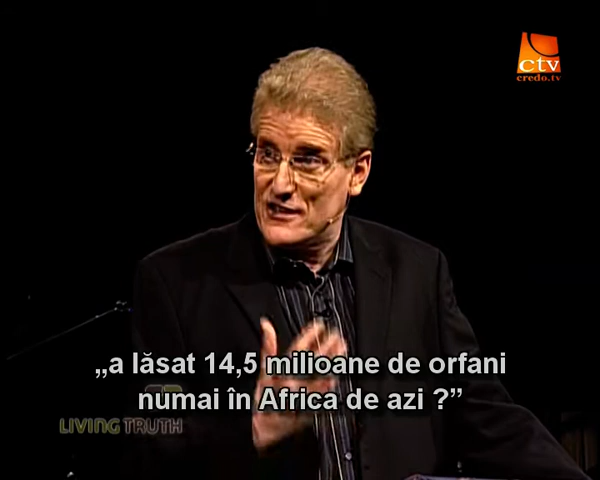 ctv
credo.tv
„a lăsat 14,5 milioane de orfani
numai în Africa de azi ?”
LIVING TRUTH